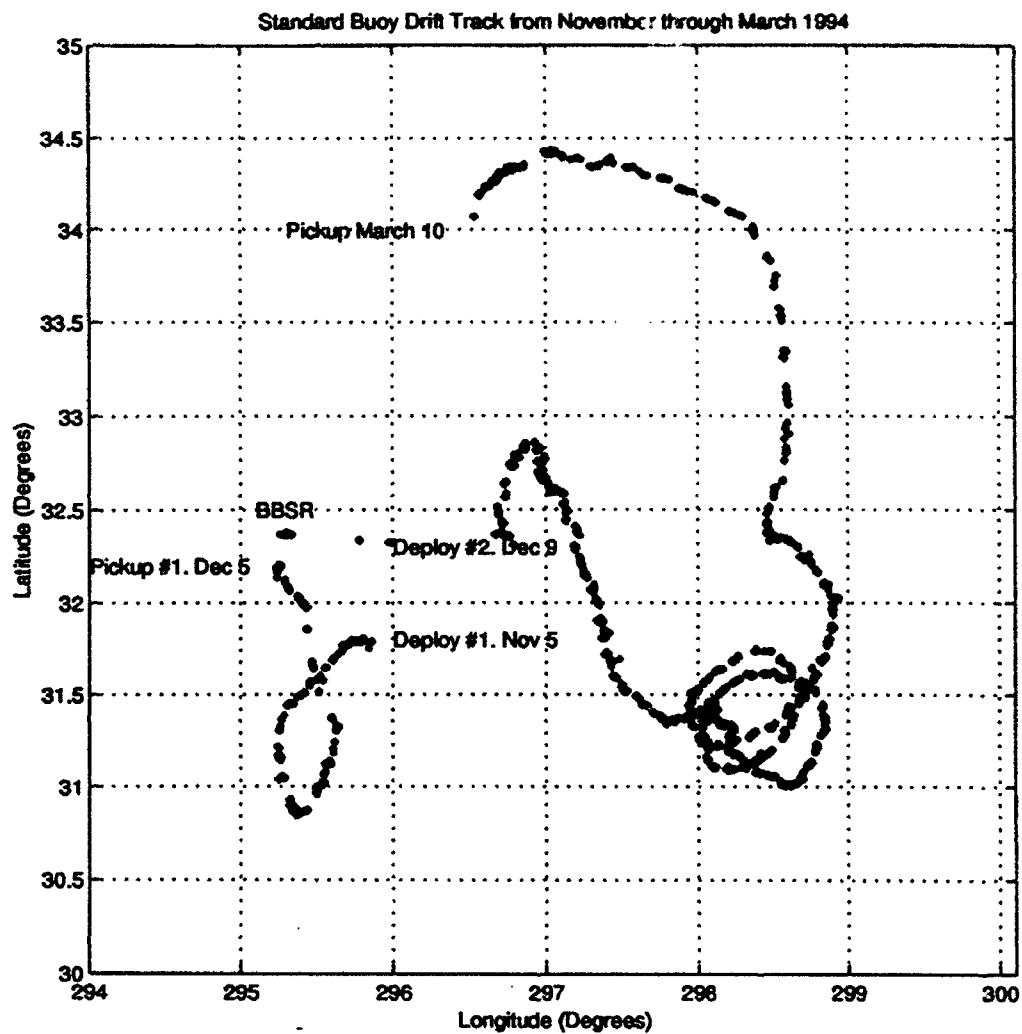 Standard Buoy Drift Track from November through March 1994
35
34.5
34
33.5
33
32.5
32
31.5
31
30.5
30
Latitude (Degrees)
Pickup March 10
BBSR
Deploy #2. Dec 9
Pickup #1. Dec 5
Deploy #1. Nov 5
294
295
296
297
298
299
300
Longitude (Degrees)